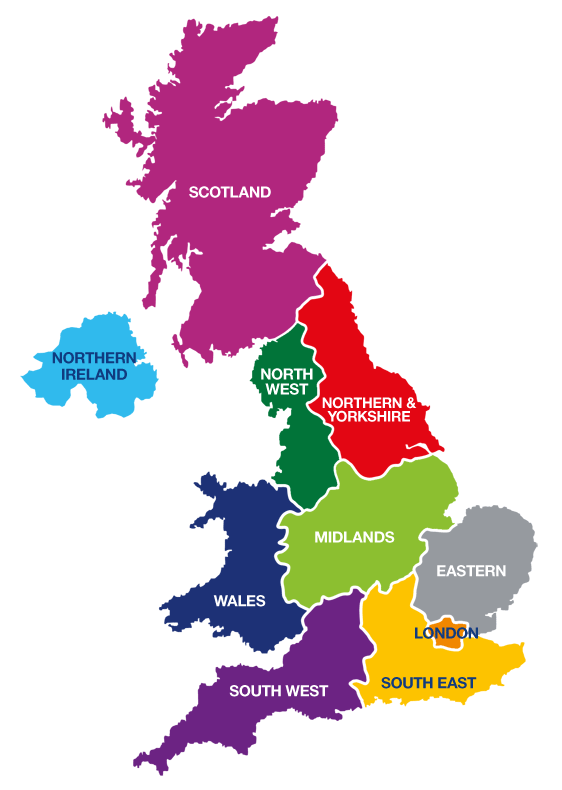 SCOTLAND
NORTHERN
IRELAND
NORTH
WEST
NORTHERN &
YORKSHIRE
MIDLANDS
EASTERN
WALES
LONDON
SOUTH EAST
SOUTH WEST